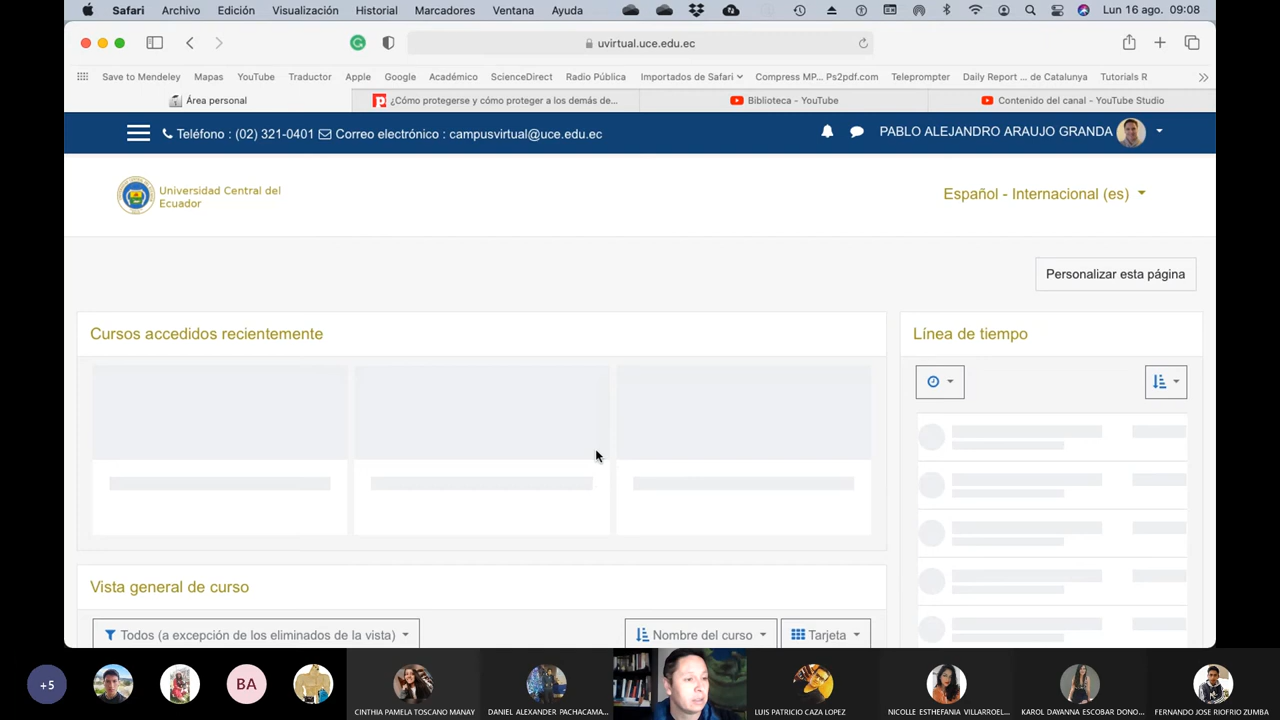 Safari Archivo Edición Visualización Historial Marcadores Ventana Ayuda Lun 16 ago. 09:08
uvirtual.uce.edu.ec
Save to Mendeley Mapas YouTube Traductor Apple Google Académico ScienceDirect Radio Pública Importados de Safari Compress MP... Ps2pdf.com Teleprompter Daily Report ... de Catalunya Tutorials R
Área personal ¿Cómo protegerse y cómo proteger a los demás de... Biblioteca - YouTube Contenido del canal - YouTube Studio
Teléfono : (02) 321-0401 Correo electrónico : campusvirtual@uce.edu.ec PABLO ALEJANDRO ARAUJO GRANDA
Universidad Central del
Ecuador
Español - Internacional (es)
Personalizar esta página
Cursos accedidos recientemente
Línea de tiempo
Vista general de curso
Todos (a excepción de los eliminados de la vista) Nombre del curso Tarjeta
+5 BA
CINTHIA PAMELA TOSCANO MANAY DANIEL ALEXANDER PACHACAMA... LUIS PATRICIO CAZA LOPEZ NICOLLE ESTHEFANIA VILLARROEL... KAROL DAYANNA ESCOBAR DONO... FERNANDO JOSE RIOFRIO ZUMBA